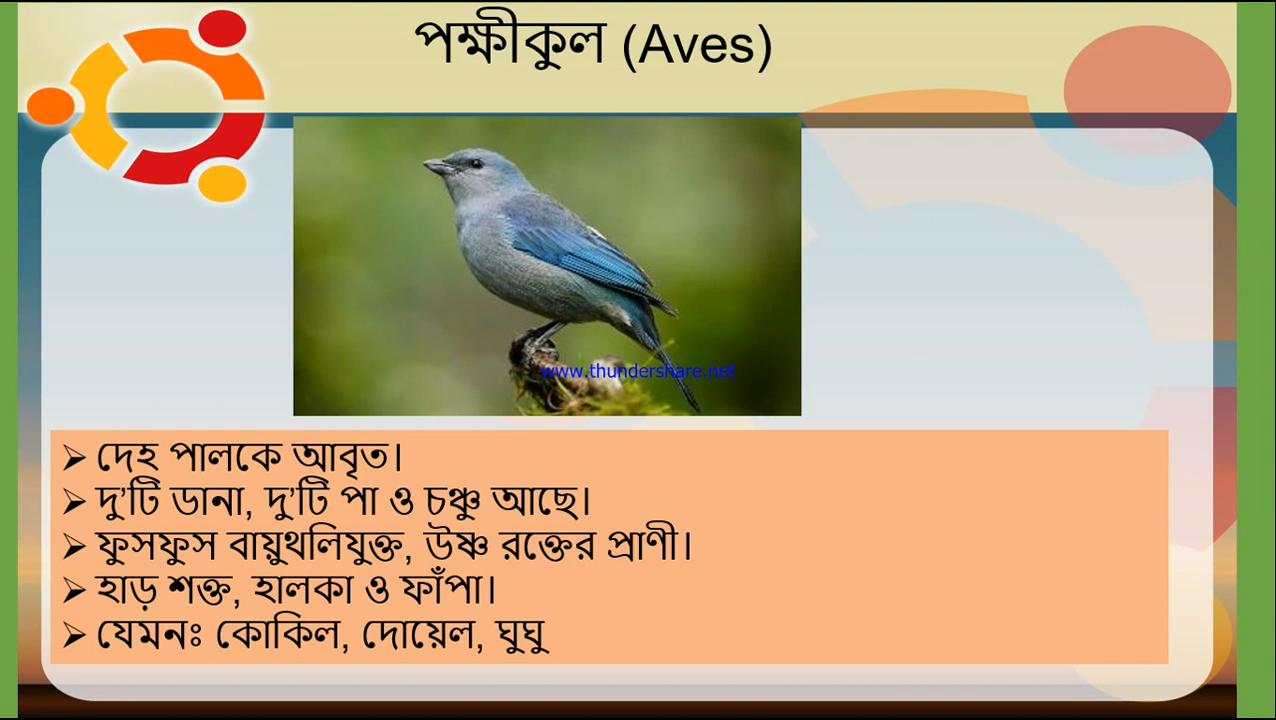 পক্ষীকুল (Aves)
www.thundershare.net
➢ দেহ পালকে আবৃত।
➢ দু’টি ডানা, দু’টি পা ও চঞ্চু আছে।
➢ ফুসফুস বায়ুথলিযুক্ত, উষ্ণ রক্তের প্রাণী।
➢ হাড় শক্ত, হালকা ও ফাঁপা।
➢ যেমনঃ কোকিল, দোয়েল, ঘুঘু